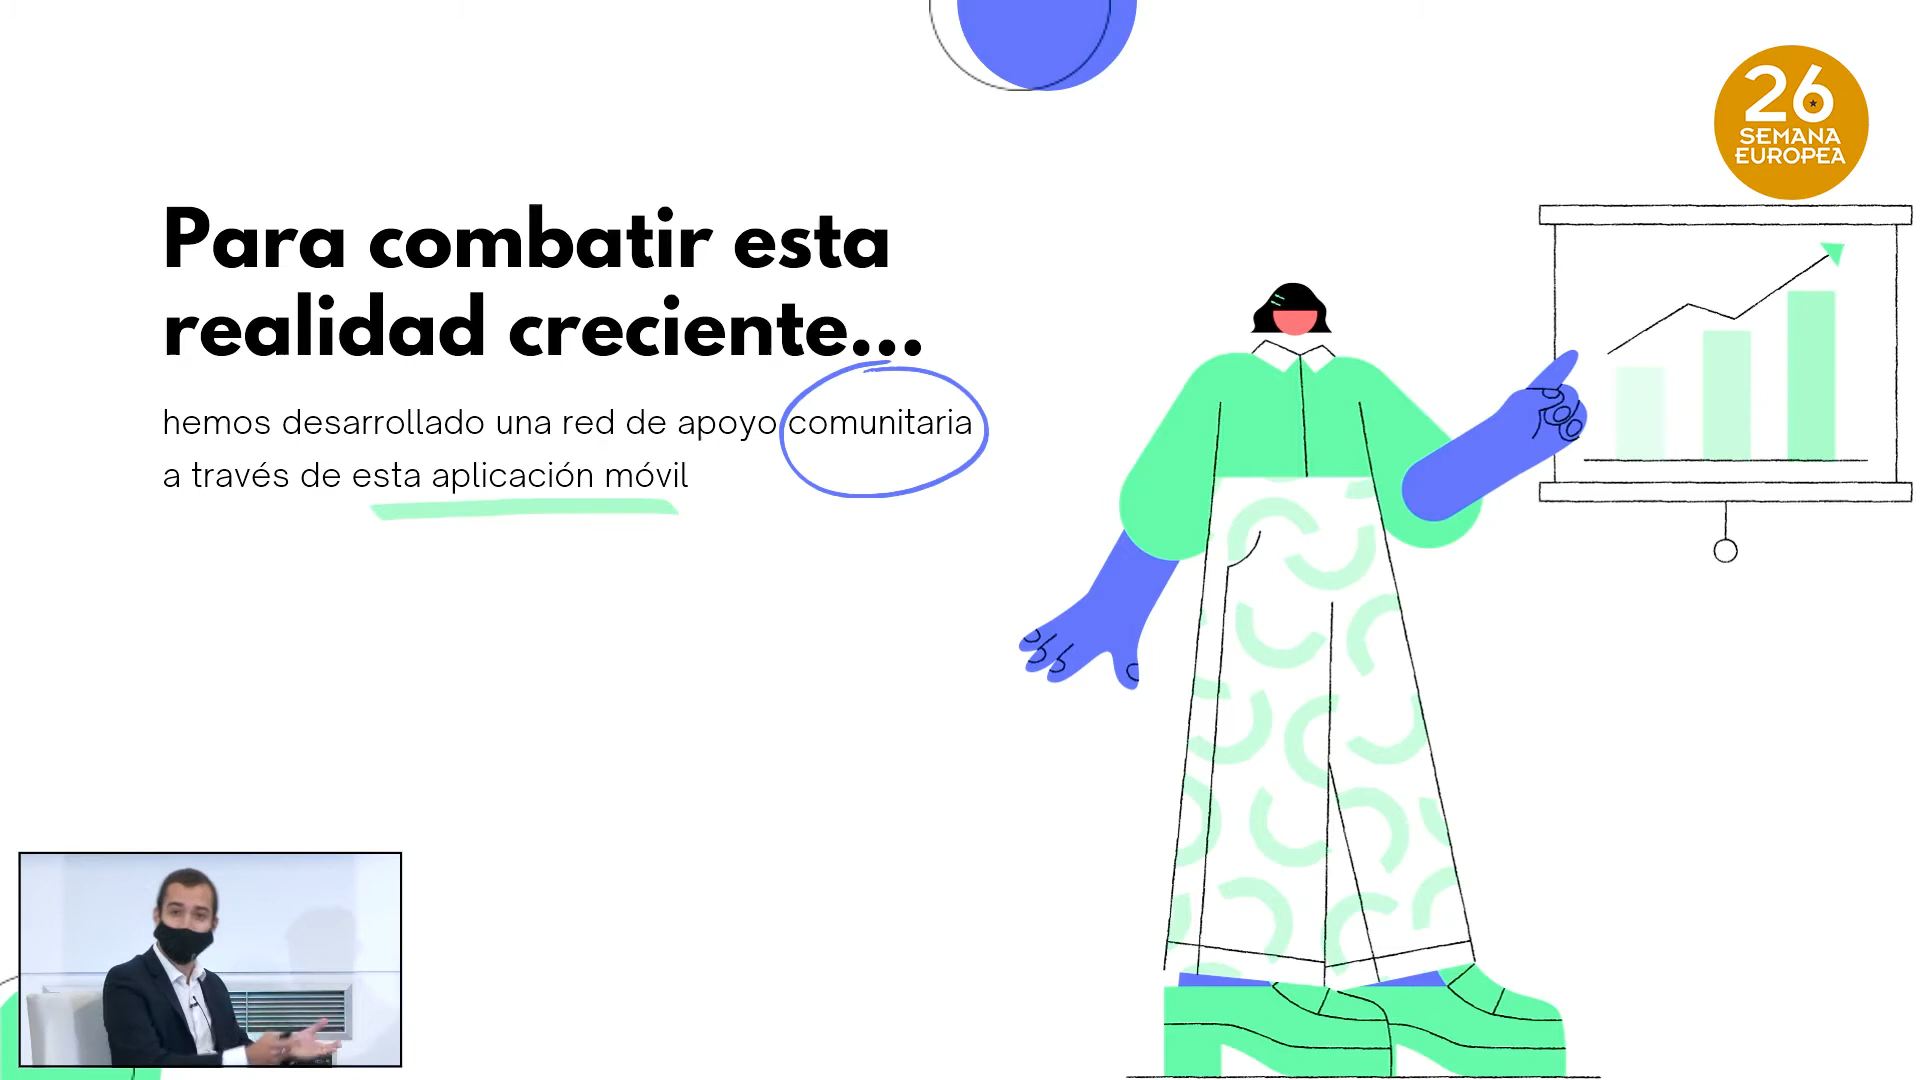 26
SEMANA
EUROPEA
Para combatir esta
realidad creciente...
hemos desarrollado una red de apoyo comunitaria
a través de esta aplicación móvil